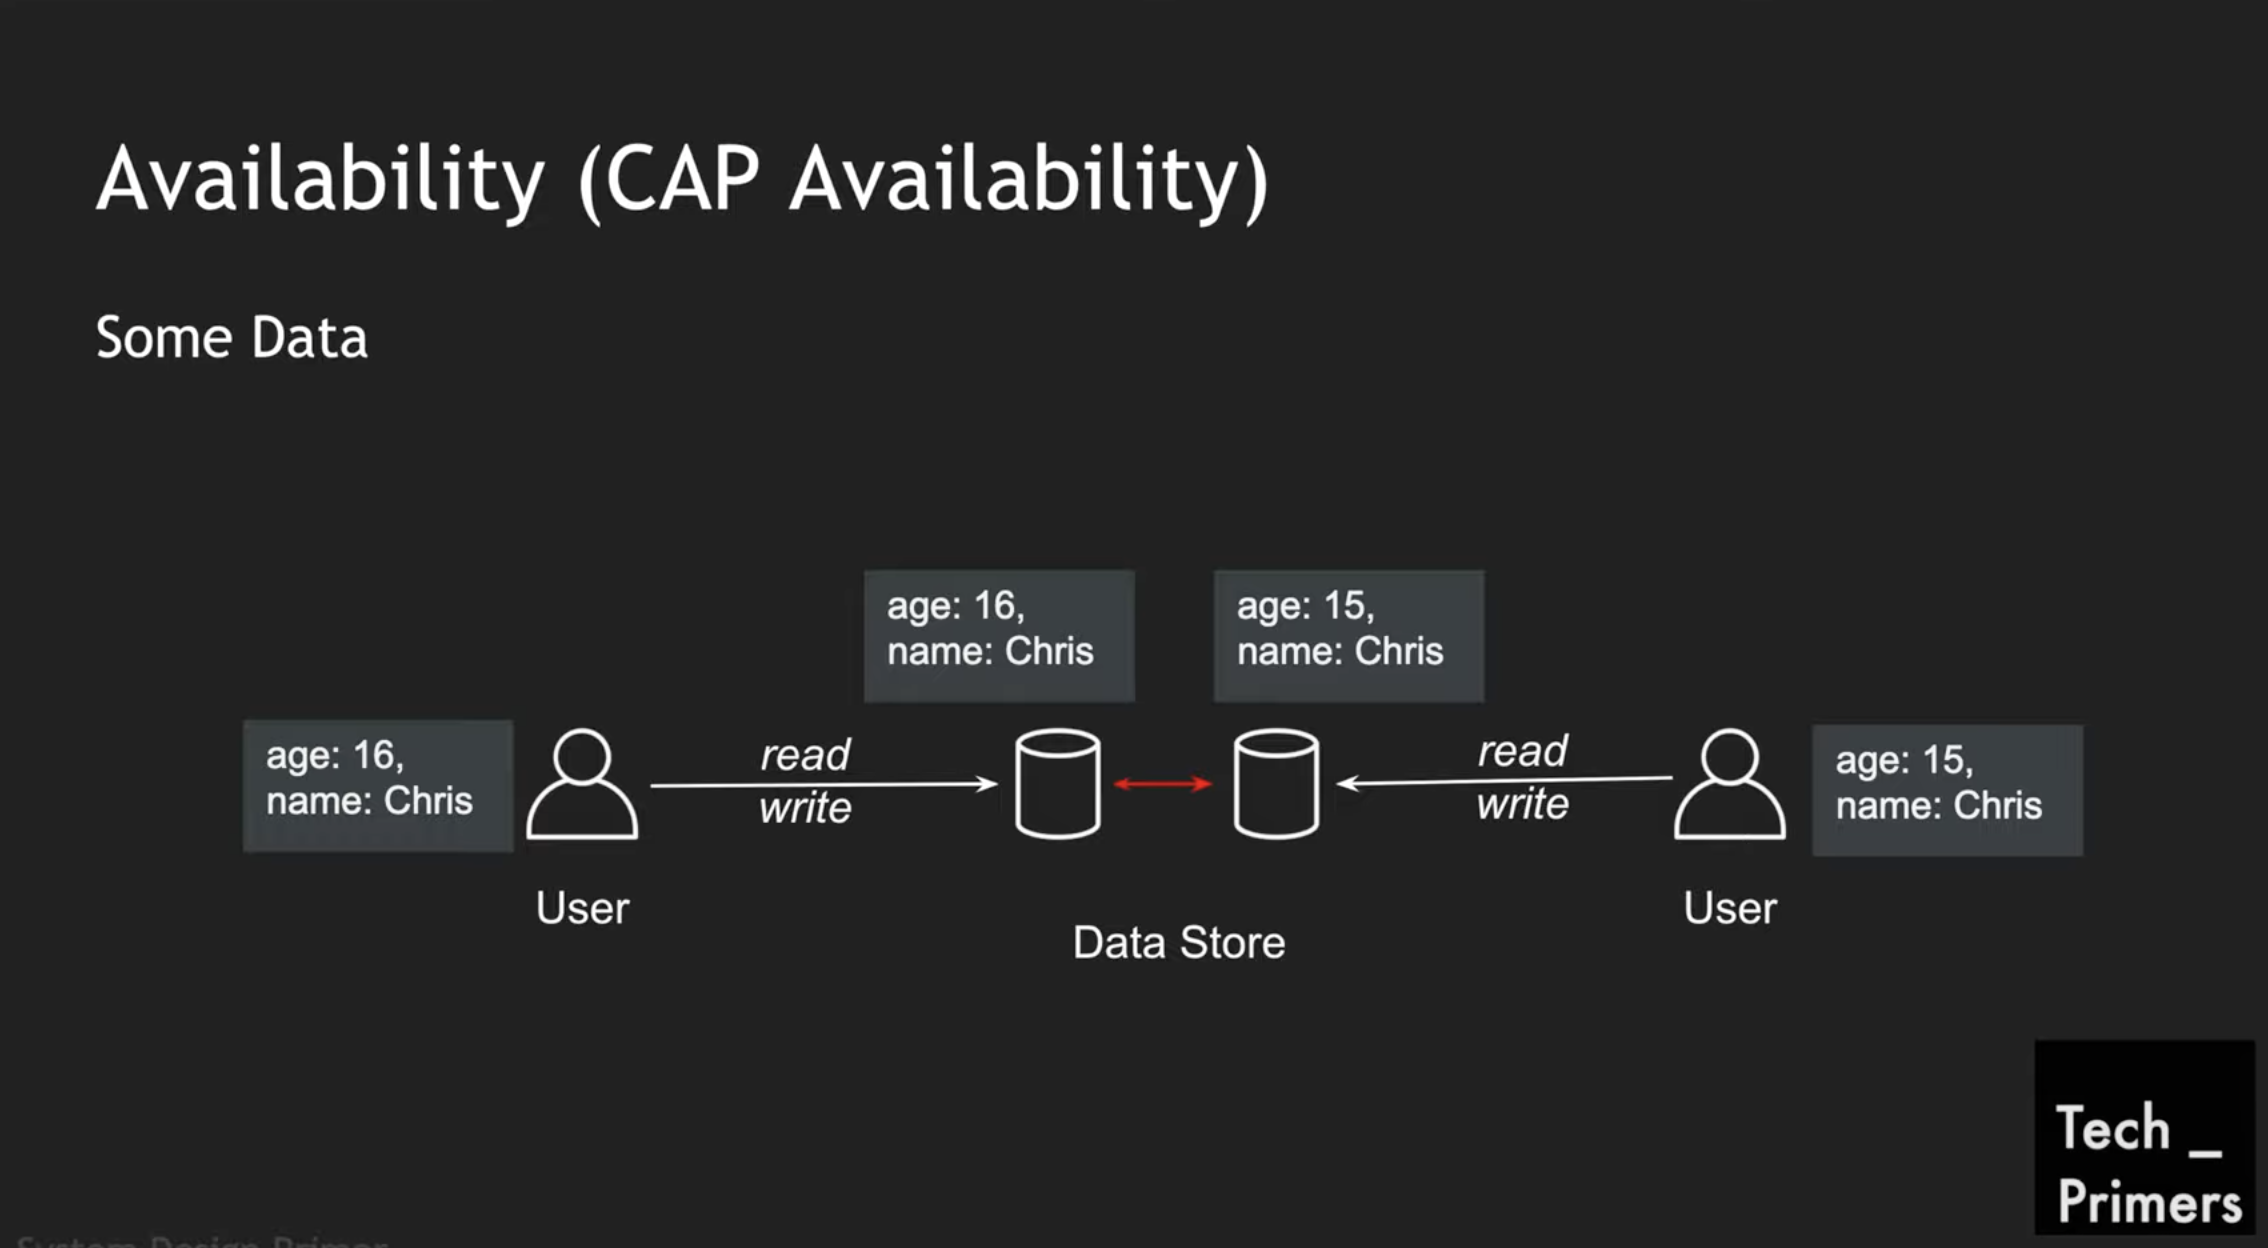 Availability (CAP Availability)
Some Data
age: 16,
name: Chris
age: 15,
name: Chris
age: 16,
name: Chris
read
write
read
write
age: 15,
name: Chris
User
Data Store
User
Tech _
Primers
System Design Primer